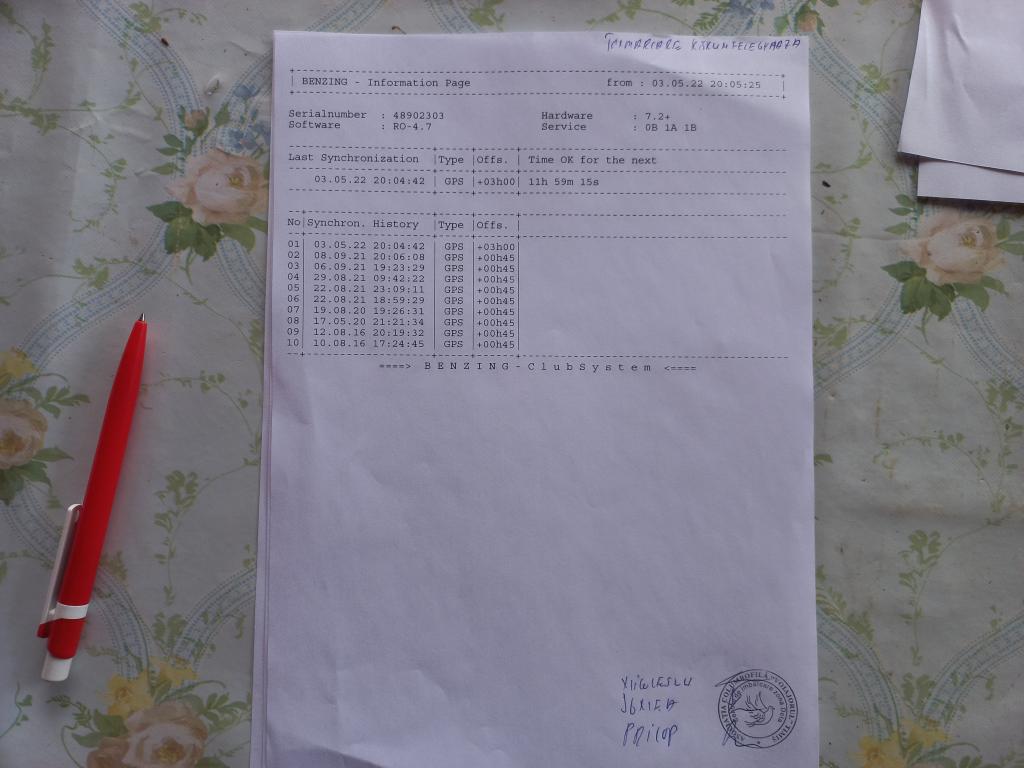 KISKUNFELEGYHAZA
BENZING - Information Page from : 03.05.22 20:05:25
Serialnumber : 48902303 Hardware : 7.2+
Software : RO-4.7 Service : 0B 1A 1B
Last Synchronization |Type |Offs. | Time OK for the next
03.05.22 20:04:42 | GPS |+03h00| 11h 59m 15s
No|Synchron. History |Type |Offs. |
01| 03.05.22 20:04:42 | GPS |+03h00|
02| 08.09.21 20:06:08 | GPS |+00h45|
03| 06.09.21 19:23:29 | GPS |+00h45|
04| 29.08.21 09:42:22 | GPS |+00h45|
05| 22.08.21 23:09:11 | GPS |+00h45|
06| 22.08.21 18:59:29 | GPS |+00h45|
07| 19.08.20 19:26:31 | GPS |+00h45|
08| 17.05.20 21:21:34 | GPS |+00h45|
09| 12.08.16 20:19:32 | GPS |+00h45|
10| 10.08.16 17:24:45 | GPS |+00h45|
====> B E N Z I N G - C l u b S y s t e m <====
ASOCIATIA COLUMBOFILĂ "VOIAJORUL" TIMIŞ